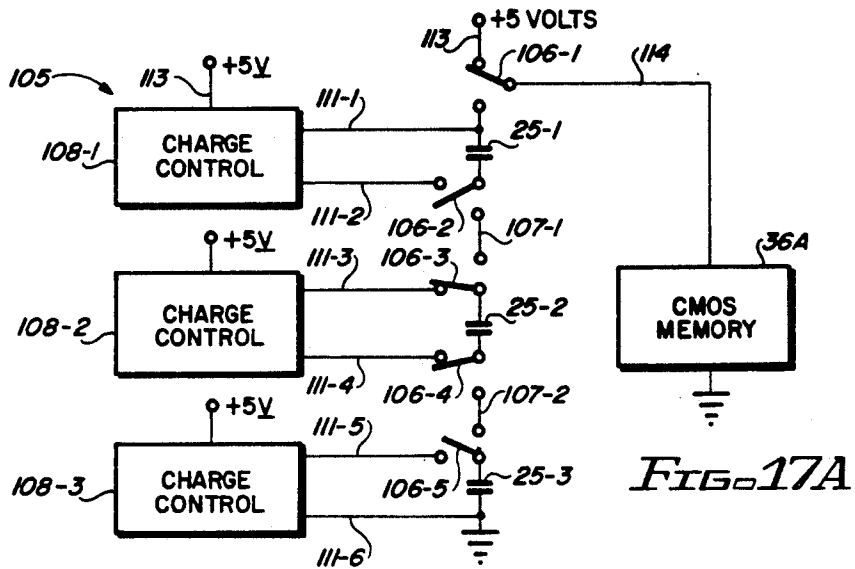 +5 VOLTS
113
106-1
114
105
113
+5V
111-1
CHARGE
CONTROL
108-1
25-1
111-2
106-2
107-1
+5V
111-3
106-3
36A
CHARGE
CONTROL
108-2
25-2
CMOS
MEMORY
111-4
106-4
107-2
+5V
111-5
CHARGE
CONTROL
108-3
106-5
25-3
111-6
FIG. 17A